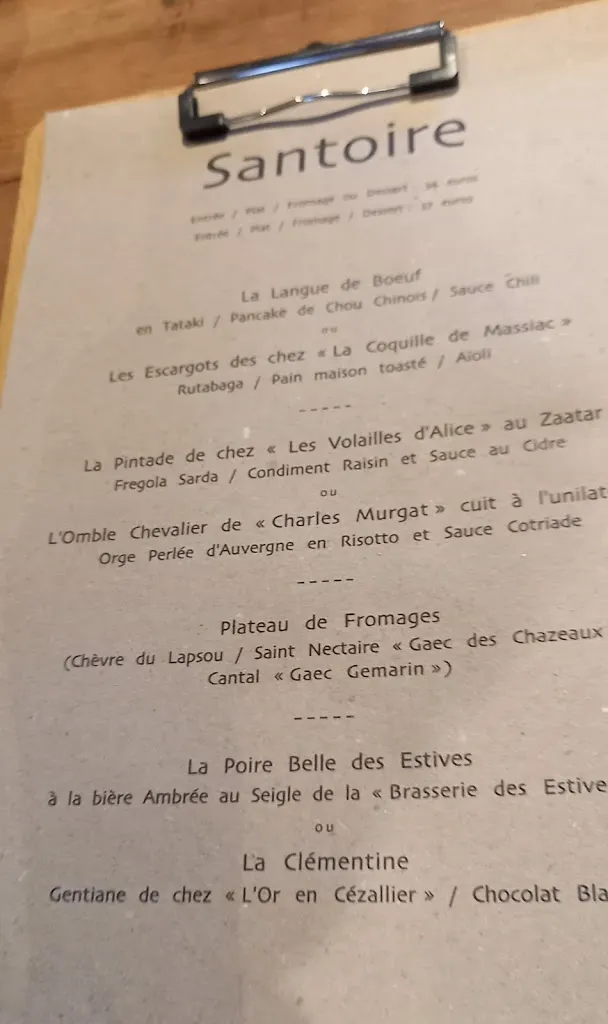 Santoire
Entrée / Plat / Fromage ou Dessert : euros
Entrée / Plat / Fromage / Dessert : euros
La Langue de Boeuf
en Tataki / Pancake de Chou Chinois / Sauce Chili
ou
Les Escargots des chez « La Coquille de Massiac »
Rutabaga / Pain maison toasté / Aïoli
-----
La Pintade de chez « Les Volailles d'Alice » au Zaatar
Fregola Sarda / Condiment Raisin et Sauce au Cidre
ou
L'Omble Chevalier de « Charles Murgat » cuit à l'unilat
Orge Perlée d'Auvergne en Risotto et Sauce Cotriade
-----
Plateau de Fromages
(Chèvre du Lapsou / Saint Nectaire « Gaec des Chazeaux
Cantal « Gaec Gemarin »)
-----
La Poire Belle des Estives
à la bière Ambrée au Seigle de la « Brasserie des Estive
ou
La Clémentine
Gentiane de chez « L'Or en Cézallier » / Chocolat Bla